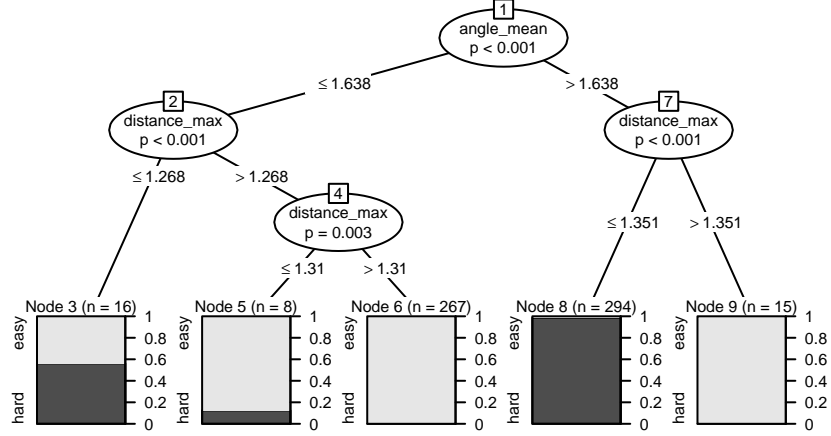 1
angle_mean
p < 0.001
≤ 1.638
> 1.638
2
distance_max
p < 0.001
7
distance_max
p < 0.001
≤ 1.268
> 1.268
4
distance_max
p = 0.003
≤ 1.31
> 1.31
≤ 1.351
> 1.351
Node 3 (n = 16)
hard
easy
0
0.2
0.4
0.6
0.8
1
Node 5 (n = 8)
hard
easy
0
0.2
0.4
0.6
0.8
1
Node 6 (n = 267)
hard
easy
0
0.2
0.4
0.6
0.8
1
Node 8 (n = 294)
hard
easy
0
0.2
0.4
0.6
0.8
1
Node 9 (n = 15)
hard
easy
0
0.2
0.4
0.6
0.8
1